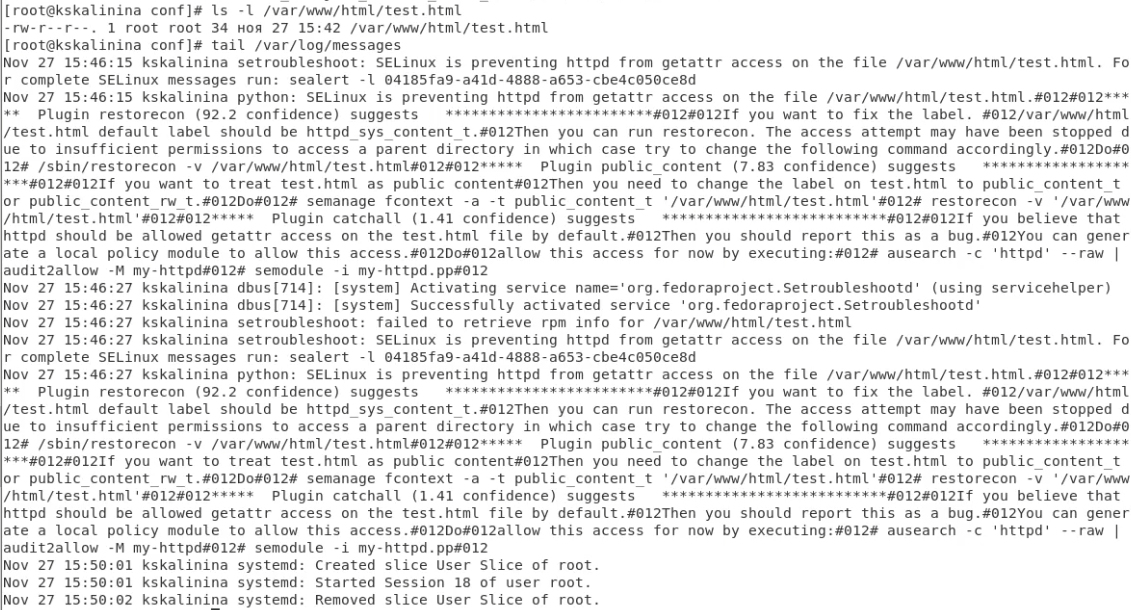 [root@kskalinina conf]# ls -l /var/www/html/test.html
-rw-r--r--. 1 root root 34 ноя 27 15:42 /var/www/html/test.html
[root@kskalinina conf]# tail /var/log/messages
Nov 27 15:46:15 kskalinina setroubleshoot: SELinux is preventing httpd from getattr access on the file /var/www/html/test.html. Fo
r complete SELinux messages run: sealert -l 04185fa9-a41d-4888-a653-cbe4c050ce8d
Nov 27 15:46:15 kskalinina python: SELinux is preventing httpd from getattr access on the file /var/www/html/test.html.#012#012***
**  Plugin restorecon (92.2 confidence) suggests   ************************#012#012If you want to fix the label. #012/var/www/html
/test.html default label should be httpd_sys_content_t.#012Then you can run restorecon. The access attempt may have been stopped d
ue to insufficient permissions to access a parent directory in which case try to change the following command accordingly.#012Do#0
12# /sbin/restorecon -v /var/www/html/test.html#012#012*****  Plugin public_content (7.83 confidence) suggests   *****************
***#012#012If you want to treat test.html as public content#012Then you need to change the label on test.html to public_content_t
or public_content_rw_t.#012Do#012# semanage fcontext -a -t public_content_t '/var/www/html/test.html'#012# restorecon -v '/var/www
/html/test.html'#012#012*****  Plugin catchall (1.41 confidence) suggests   **************************#012#012If you believe that
httpd should be allowed getattr access on the test.html file by default.#012Then you should report this as a bug.#012You can gener
ate a local policy module to allow this access.#012Do#012allow this access for now by executing:#012# ausearch -c 'httpd' --raw |
audit2allow -M my-httpd#012# semodule -i my-httpd.pp#012
Nov 27 15:46:27 kskalinina dbus[714]: [system] Activating service name='org.fedoraproject.Setroubleshootd' (using servicehelper)
Nov 27 15:46:27 kskalinina dbus[714]: [system] Successfully activated service 'org.fedoraproject.Setroubleshootd'
Nov 27 15:46:27 kskalinina setroubleshoot: failed to retrieve rpm info for /var/www/html/test.html
Nov 27 15:46:27 kskalinina setroubleshoot: SELinux is preventing httpd from getattr access on the file /var/www/html/test.html. Fo
r complete SELinux messages run: sealert -l 04185fa9-a41d-4888-a653-cbe4c050ce8d
Nov 27 15:46:27 kskalinina python: SELinux is preventing httpd from getattr access on the file /var/www/html/test.html.#012#012***
**  Plugin restorecon (92.2 confidence) suggests   ************************#012#012If you want to fix the label. #012/var/www/html
/test.html default label should be httpd_sys_content_t.#012Then you can run restorecon. The access attempt may have been stopped d
ue to insufficient permissions to access a parent directory in which case try to change the following command accordingly.#012Do#0
12# /sbin/restorecon -v /var/www/html/test.html#012#012*****  Plugin public_content (7.83 confidence) suggests   *****************
***#012#012If you want to treat test.html as public content#012Then you need to change the label on test.html to public_content_t
or public_content_rw_t.#012Do#012# semanage fcontext -a -t public_content_t '/var/www/html/test.html'#012# restorecon -v '/var/www
/html/test.html'#012#012*****  Plugin catchall (1.41 confidence) suggests   **************************#012#012If you believe that
httpd should be allowed getattr access on the test.html file by default.#012Then you should report this as a bug.#012You can gener
ate a local policy module to allow this access.#012Do#012allow this access for now by executing:#012# ausearch -c 'httpd' --raw |
audit2allow -M my-httpd#012# semodule -i my-httpd.pp#012
Nov 27 15:50:01 kskalinina systemd: Created slice User Slice of root.
Nov 27 15:50:01 kskalinina systemd: Started Session 18 of user root.
Nov 27 15:50:02 kskalinina systemd: Removed slice User Slice of root.